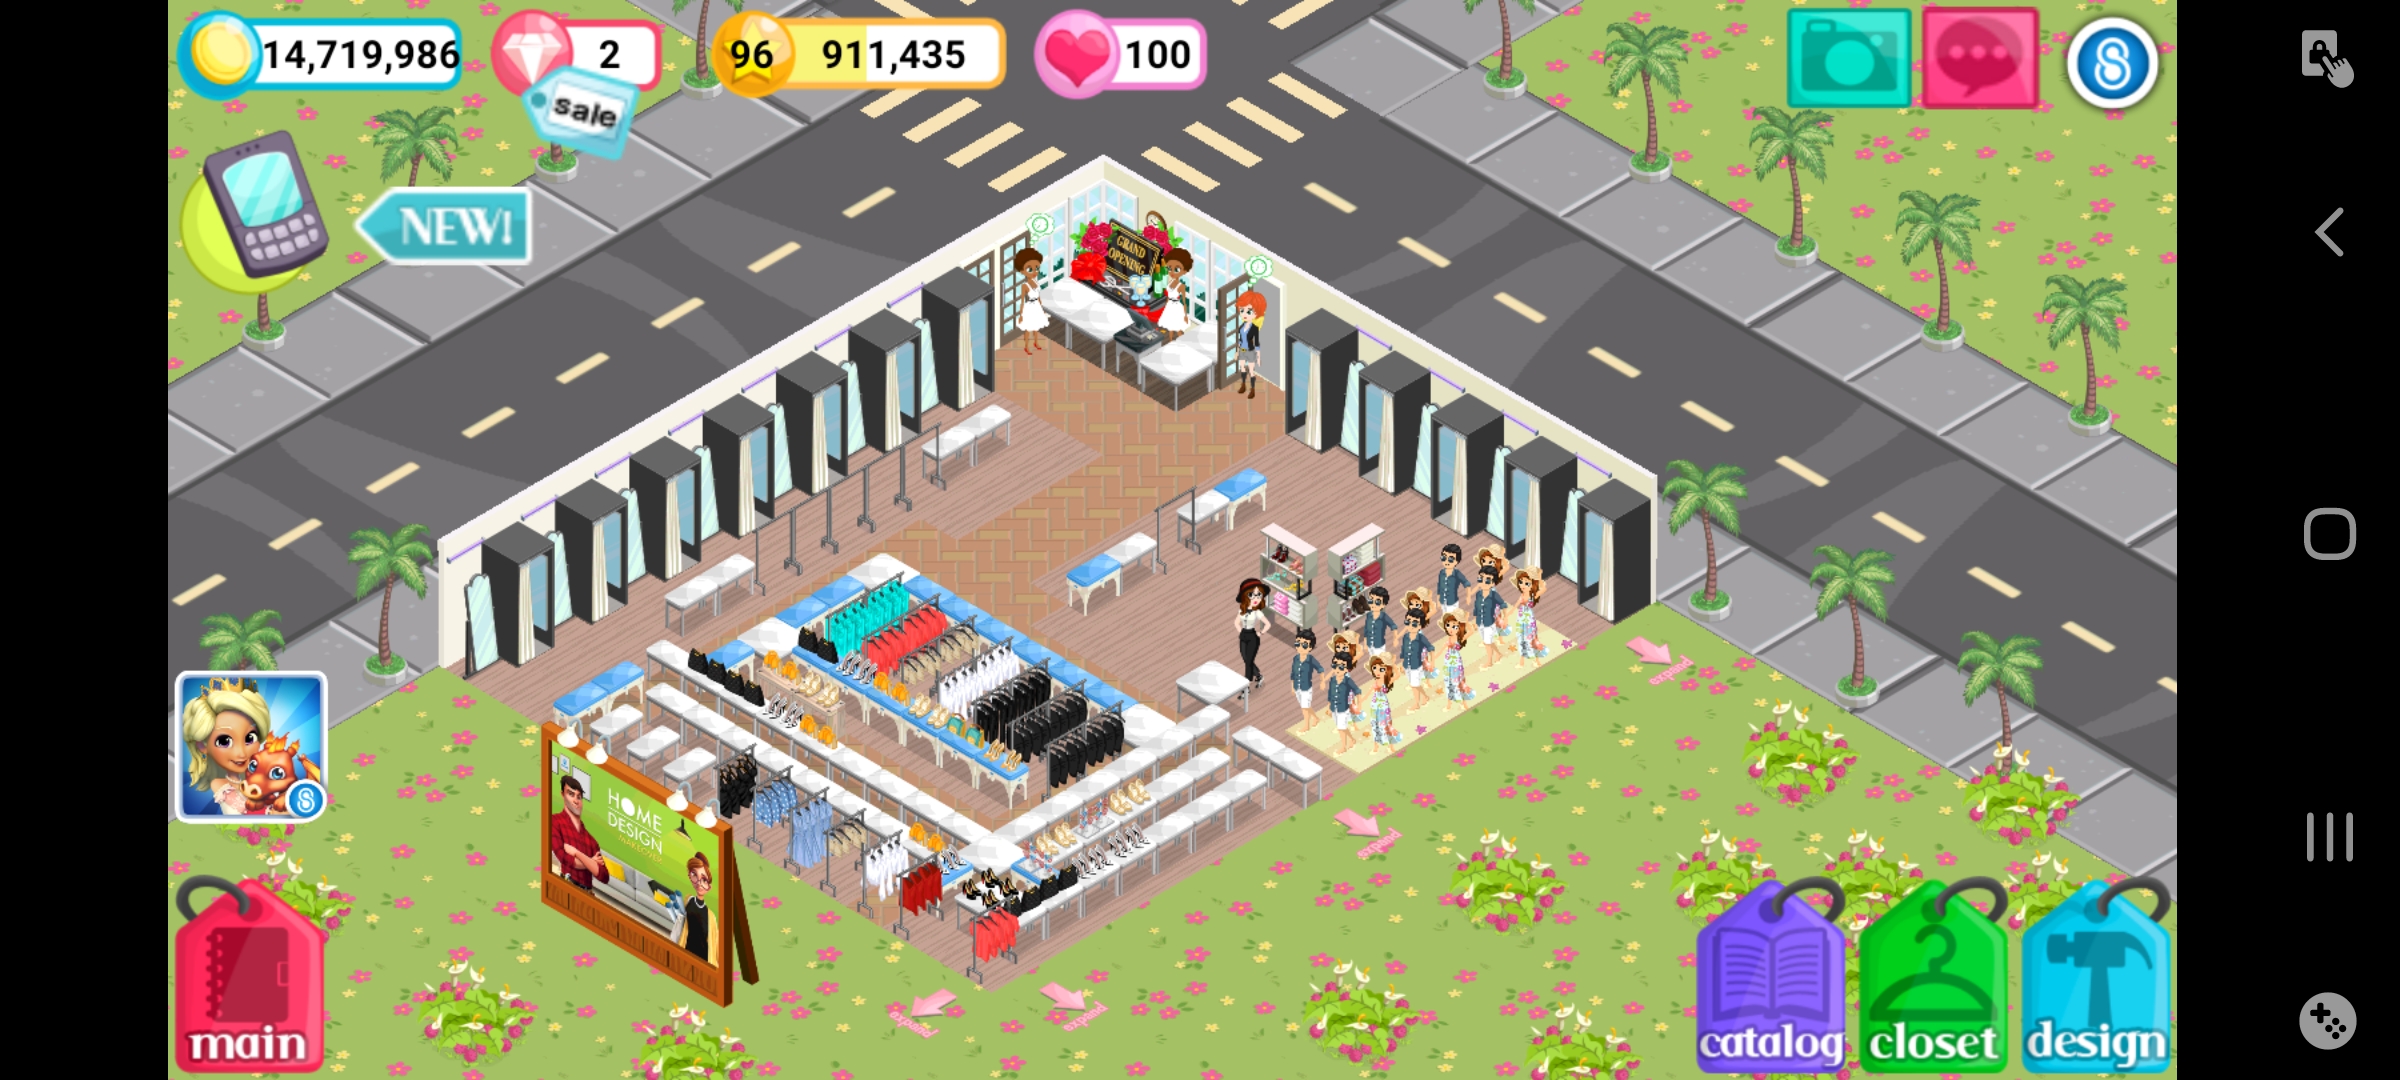 14,719,986
2
96
911,435
100
sale
NEW!
GRAND
OPENING
expand
expand
expand
expand
HOME
DESIGN
MAKEOVER
main
catalog
closet
design